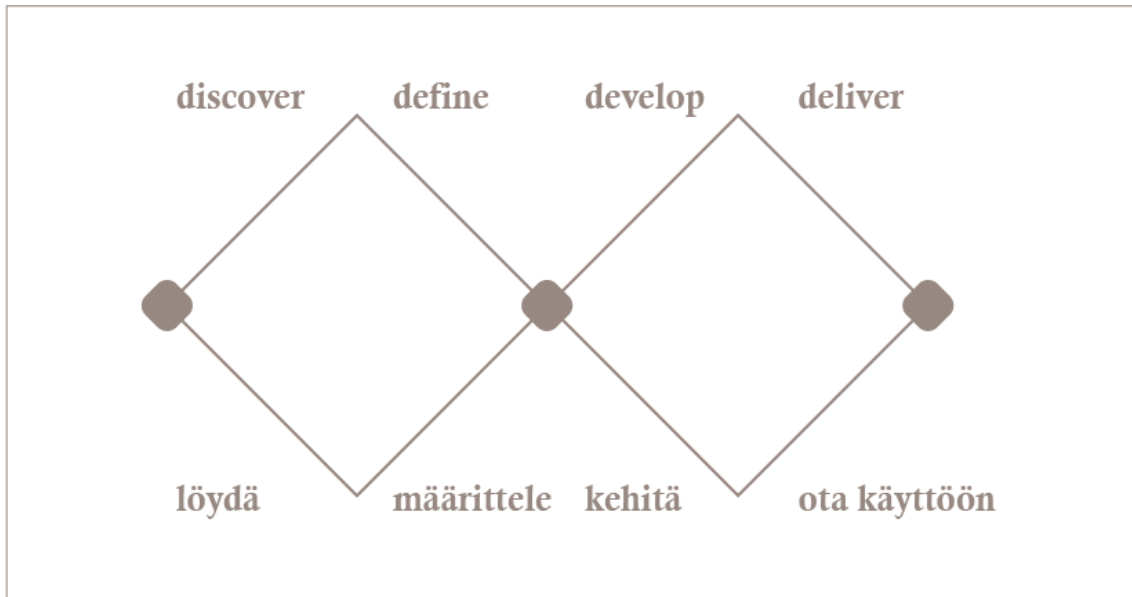 discover define develop deliver
löydä määrittele kehitä ota käyttöön